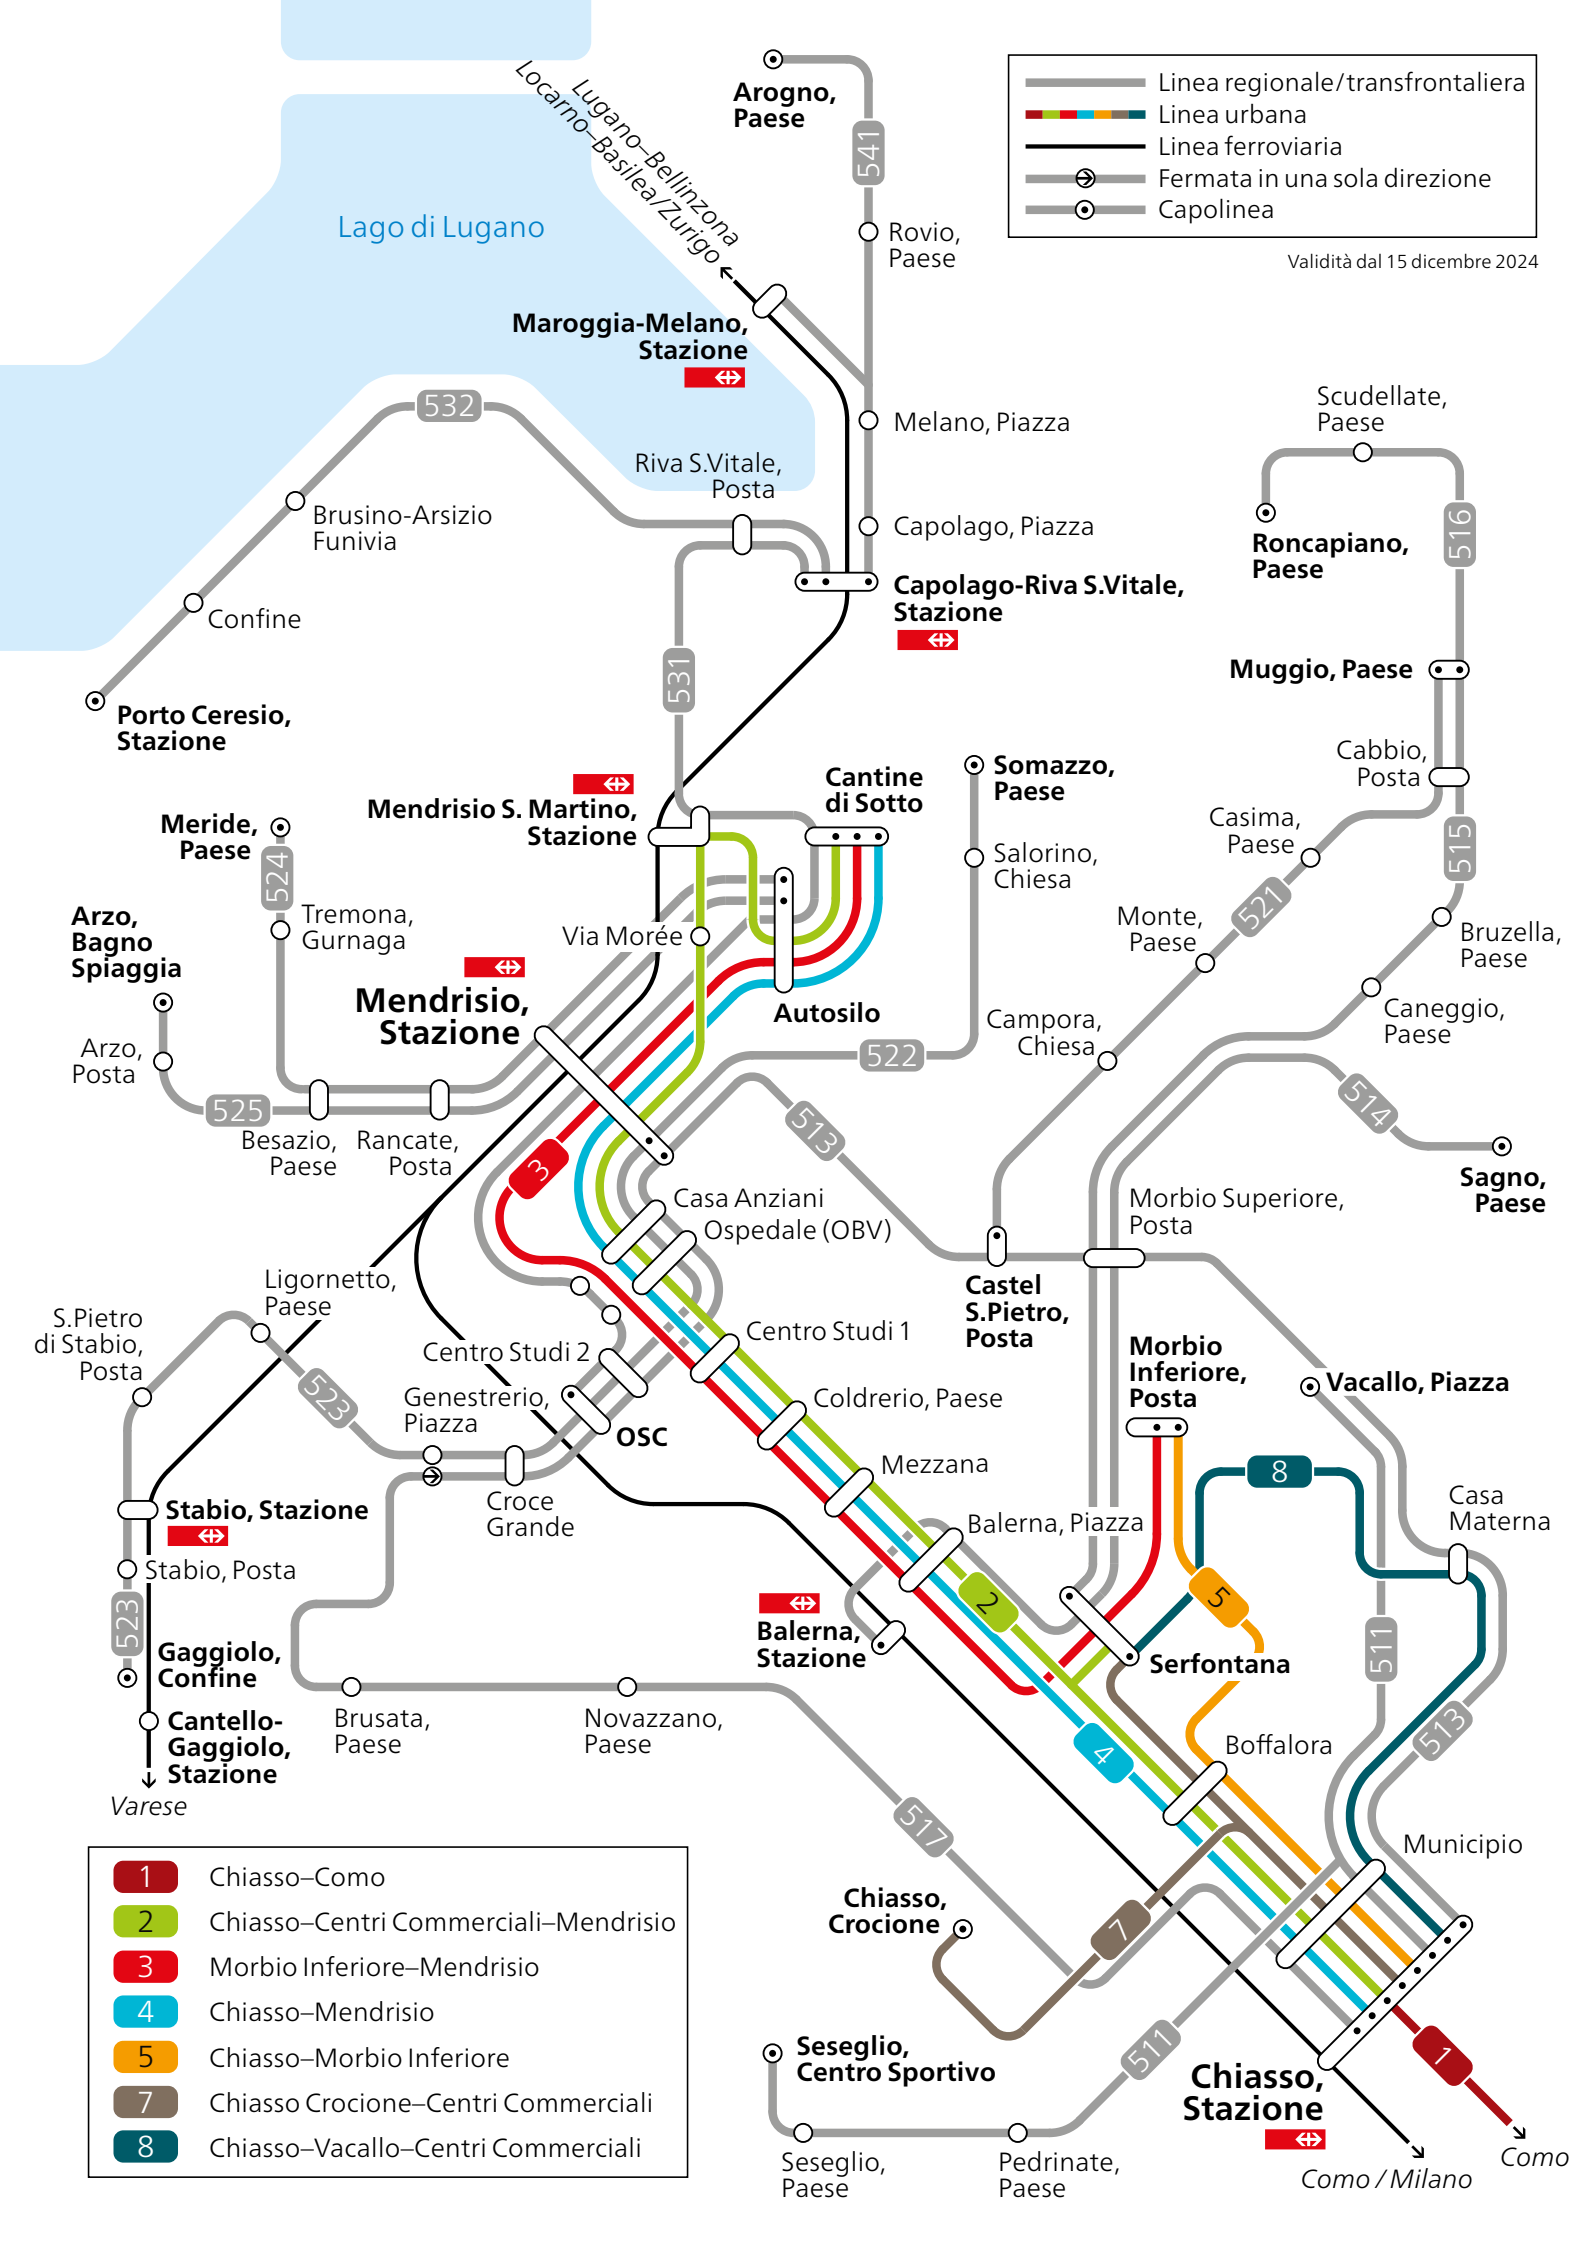 Arogno,
Paese
541
Lugano–Bellinzona
Locarno–Basilea/Zurigo
Linea regionale/transfrontaliera
Linea urbana
Linea ferroviaria
Fermata in una sola direzione
Capolinea
Validità dal 15 dicembre 2024
Lago di Lugano
Rovio,
Paese
Maroggia-Melano,
Stazione
532
Melano, Piazza
Scudellate,
Paese
Riva S.Vitale,
Posta
Brusino-Arsizio
Funivia
Capolago, Piazza
516
Roncapiano,
Paese
Capolago-Riva S.Vitale,
Stazione
Confine
531
Muggio, Paese
Porto Ceresio,
Stazione
Cabbio,
Posta
Somazzo,
Paese
Cantine
di Sotto
Mendrisio S. Martino,
Stazione
Meride,
Paese
524
Casima,
Paese
515
Salorino,
Chiesa
521
Arzo,
Bagno
Spiaggia
Tremona,
Gurnaga
Via Morée
Monte,
Paese
Bruzella,
Paese
Mendrisio,
Stazione
Autosilo
Caneggio,
Paese
Campora,
Chiesa
Arzo,
Posta
522
525
513
514
Besazio,
Paese
Rancate,
Posta
3
Sagno,
Paese
Casa Anziani
Ospedale (OBV)
Morbio Superiore,
Posta
Castel
S.Pietro,
Posta
Ligornetto,
Paese
S.Pietro
di Stabio,
Posta
Centro Studi 1
Centro Studi 2
Morbio
Inferiore,
Posta
Vacallo, Piazza
523
Genestrerio,
Piazza
Coldrerio, Paese
OSC
Mezzana
8
Croce
Grande
Casa
Materna
Stabio, Stazione
Balerna, Piazza
Stabio, Posta
523
2
5
Balerna,
Stazione
511
Gaggiolo,
Confine
Serfontana
Cantello-
Gaggiolo,
Stazione
Brusata,
Paese
Novazzano,
Paese
4
513
Boffalora
Varese
517
Municipio
Chiasso,
Crocione
7
1 Chiasso–Como
2 Chiasso–Centri Commerciali–Mendrisio
3 Morbio Inferiore–Mendrisio
4 Chiasso–Mendrisio
5 Chiasso–Morbio Inferiore
7 Chiasso Crocione–Centri Commerciali
8 Chiasso–Vacallo–Centri Commerciali
Seseglio,
Centro Sportivo
511
1
Chiasso,
Stazione
Seseglio,
Paese
Pedrinate,
Paese
Como
Como / Milano